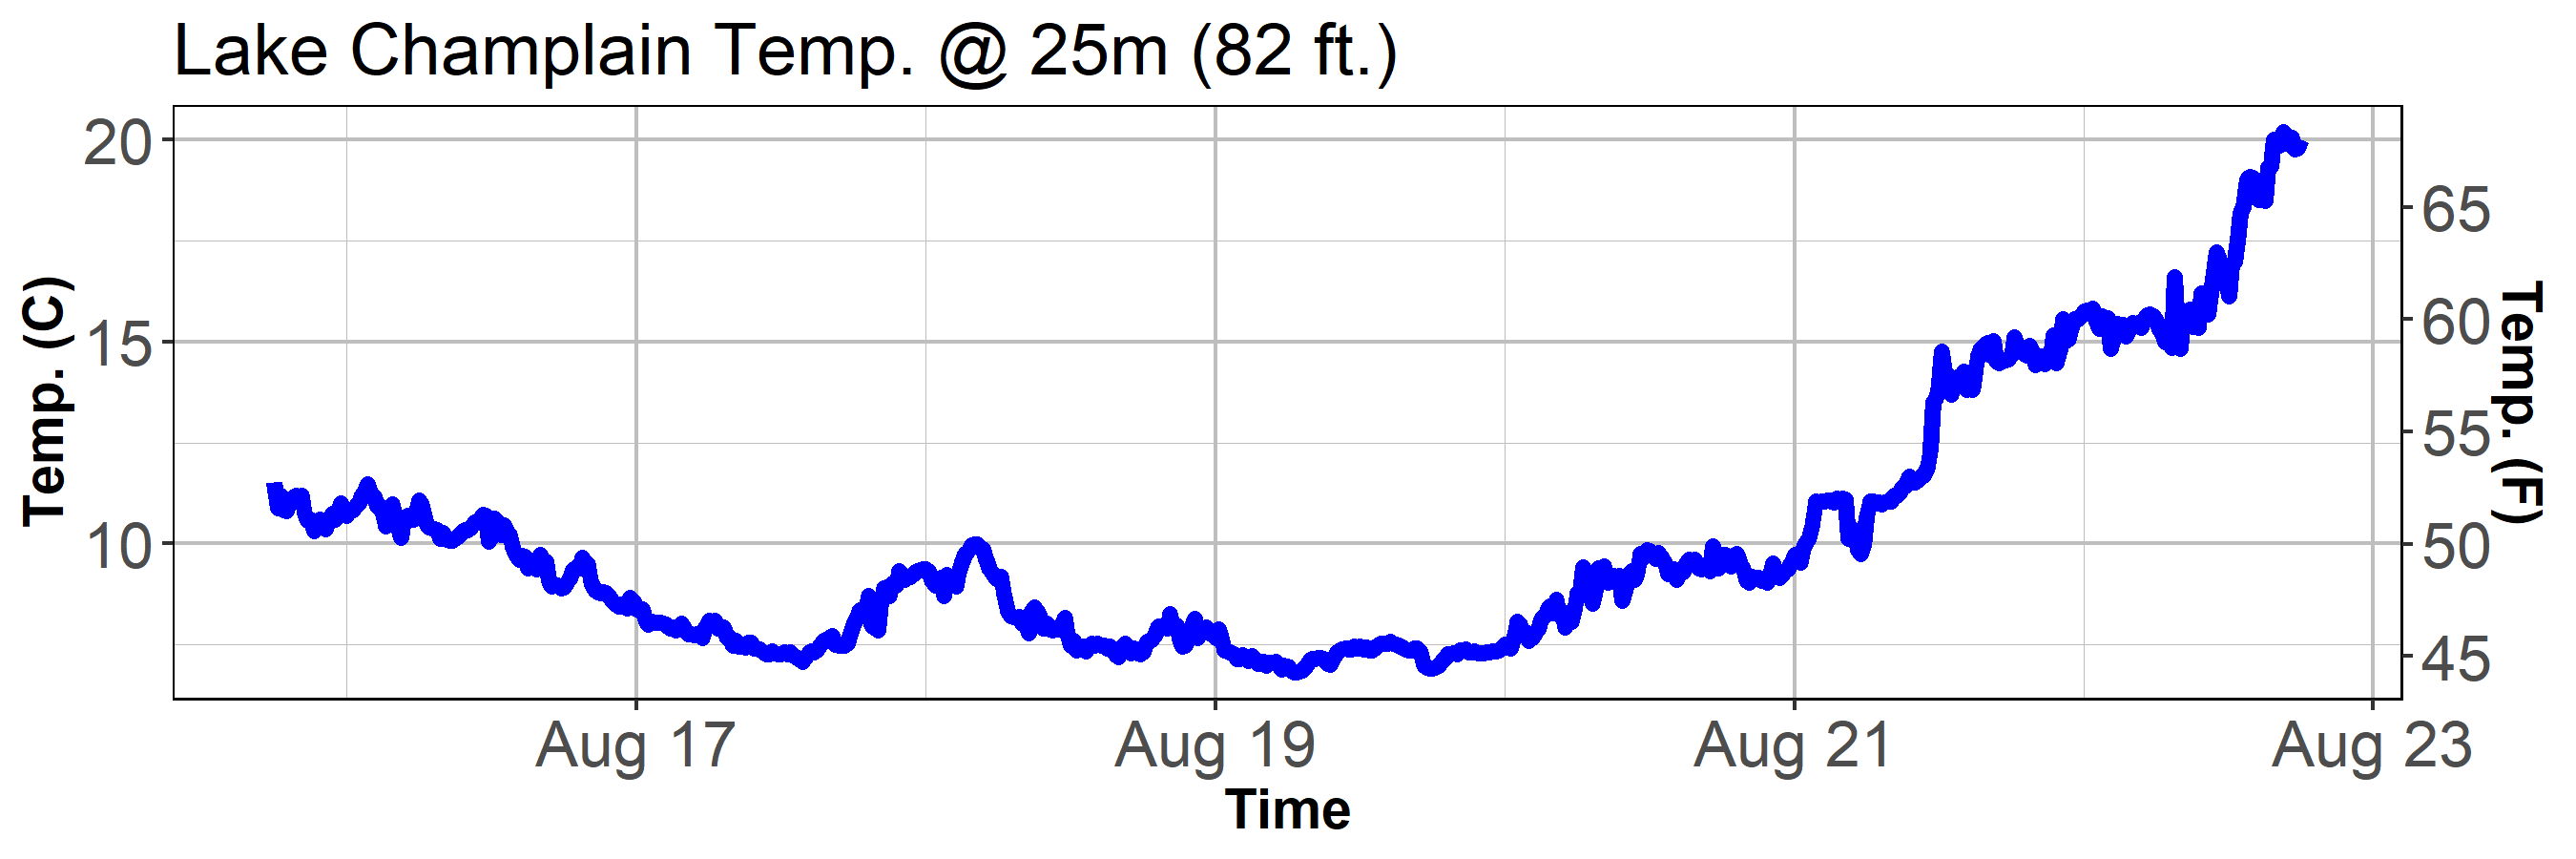 Lake Champlain Temp. @ 25m (82 ft.)
Temp. (C)
20
15
10
65
60
55
50
45
Temp. (F)
Aug 17
Aug 19
Aug 21
Aug 23
Time